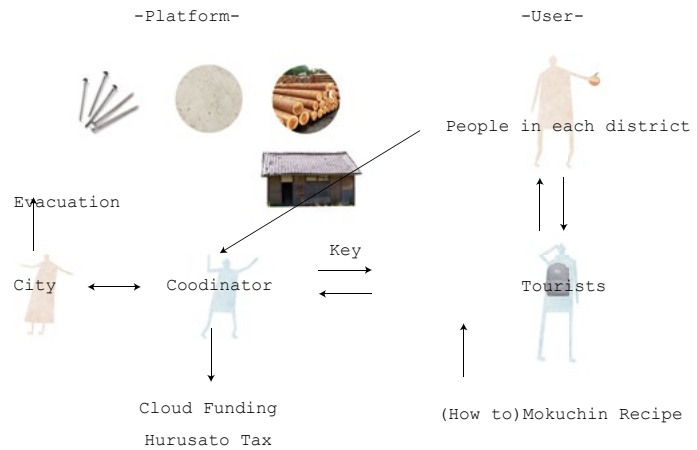 -Platform-
-User-
People in each district
Evacuation
Key
City
Coodinator
Tourists
Cloud Funding
Hurusato Tax
(How to)Mokuchin Recipe